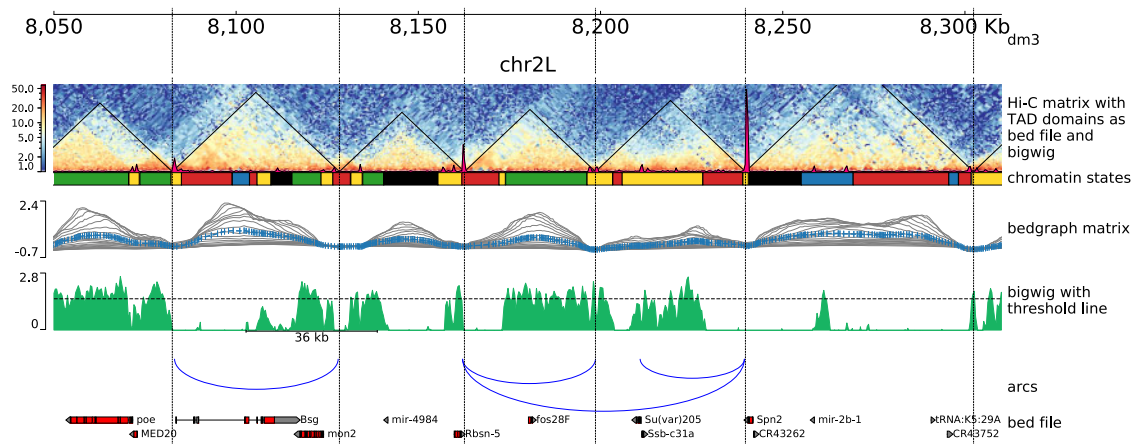 8,050 8,100 8,150 8,200 8,250 8,300 Kb
dm3
chr2L
50.0
20.0
10.0
5.0
2.0
1.0
Hi-C matrix with
TAD domains as
bed file and
bigwig
chromatin states
2.4
-0.7
bedgraph matrix
2.8
0
36 kb
bigwig with
threshold line
arcs
poe Bsg mir-4984 fos28F Su(var)205 Spn2 mir-2b-1 tRNA:K5:29A
MED20 mon2 Rbsn-5 Ssb-c31a CR43262 CR43752
bed file